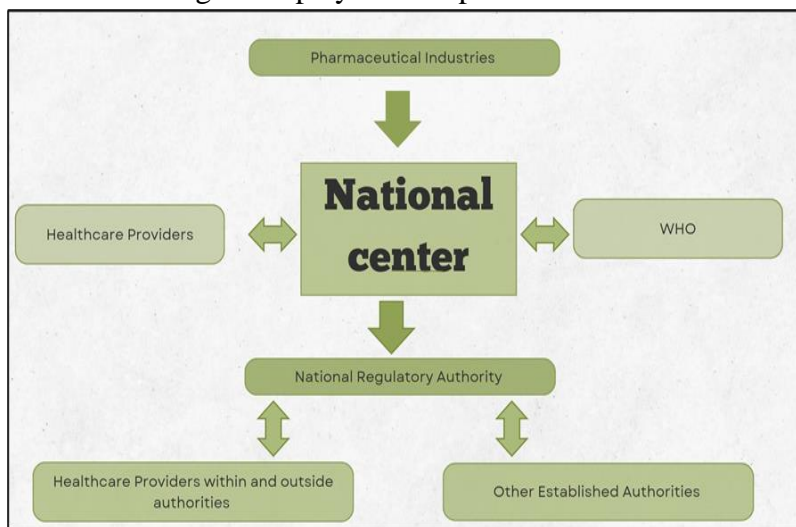 Pharmaceutical Industries
National
center
Healthcare Providers
WHO
National Regulatory Authority
Healthcare Providers within and outside
authorities
Other Established Authorities